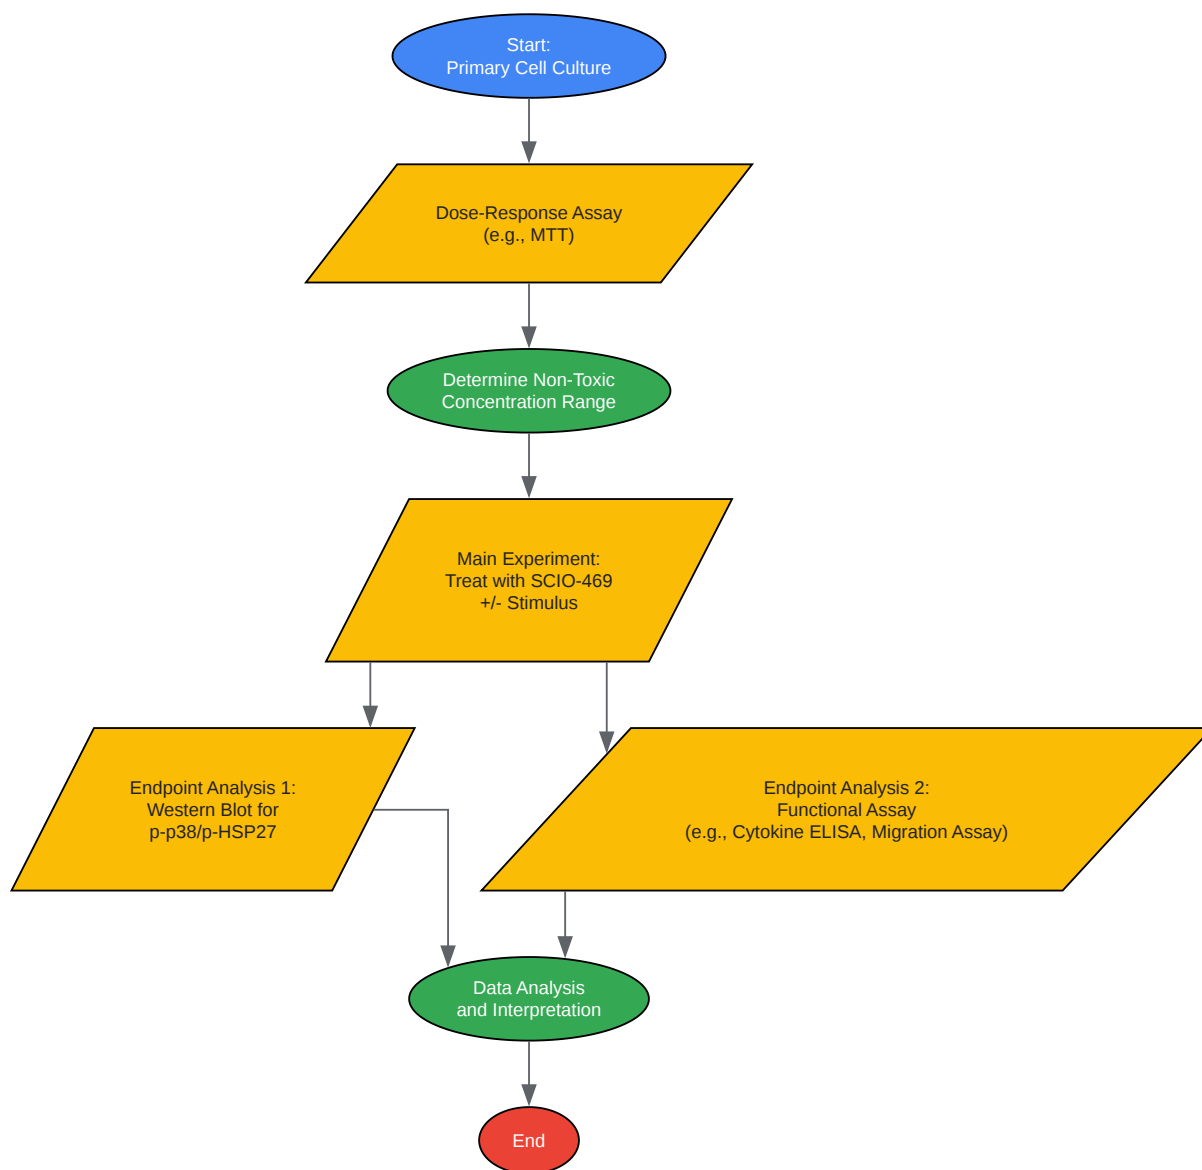 Start:
Primary Cell Culture
Dose-Response Assay
(e.g., MTT)
Determine Non-Toxic
Concentration Range
Main Experiment:
Treat with SCIO-469
+/- Stimulus
Endpoint Analysis 1:
Western Blot for
p-p38/p-HSP27
Endpoint Analysis 2:
Functional Assay
(e.g., Cytokine ELISA, Migration Assay)
Data Analysis
and Interpretation
End